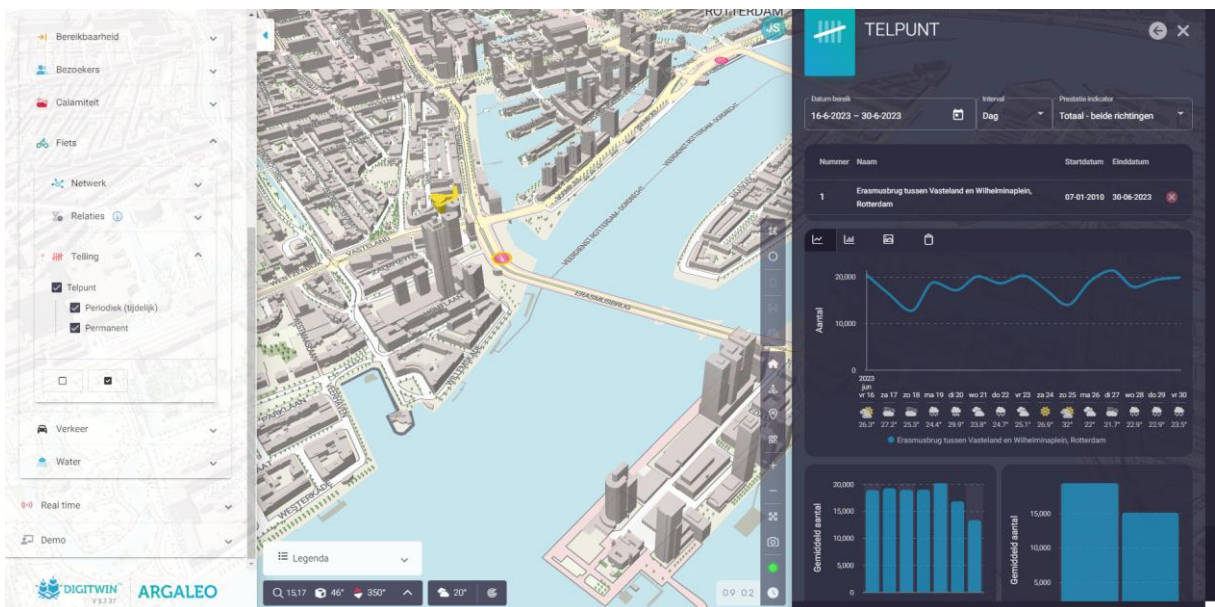 Bereikbaarheid
Bezoekers
Calamiteit
Fiets
Netwerk
Relaties
Telling
Telpunt
Periodiek (tijdelijk)
Permanent
Verkeer
Water
Real time
Demo
DIGITWIN
ARGALEO
ROTTERDAM
JS
VASTELAND
ERASMUSBRUG
WILLEMSKADE
PARKLAAN
WESTERKADE
Legenda
15,17 46° 350°
20°
09 02
TELPUNT
Datum bereik
16-6-2023 – 30-6-2023
Interval
Dag
Prestatie indicator
Totaal - beide richtingen
Nummer Naam Startdatum Einddatum
1 Erasmusbrug tussen Vasteland en Wilhelminaplein, Rotterdam 07-01-2010 30-06-2023
Aantal
20,000
10,000
0
2023
jun
vr 16 za 17 zo 18 ma 19 di 20 wo 21 do 22 vr 23 za 24 zo 25 ma 26 di 27 wo 28 do 29 vr 30
26.3° 27.2° 25.3° 24.4° 29.9° 23.8° 24.7° 25.1° 26.9° 32° 22° 21.7° 22.9° 22.9° 23.5°
Erasmusbrug tussen Vasteland en Wilhelminaplein, Rotterdam
Gemiddeld aantal
20,000
15,000
10,000
5,000
0
Gemiddeld aantal
15,000
10,000
5,000